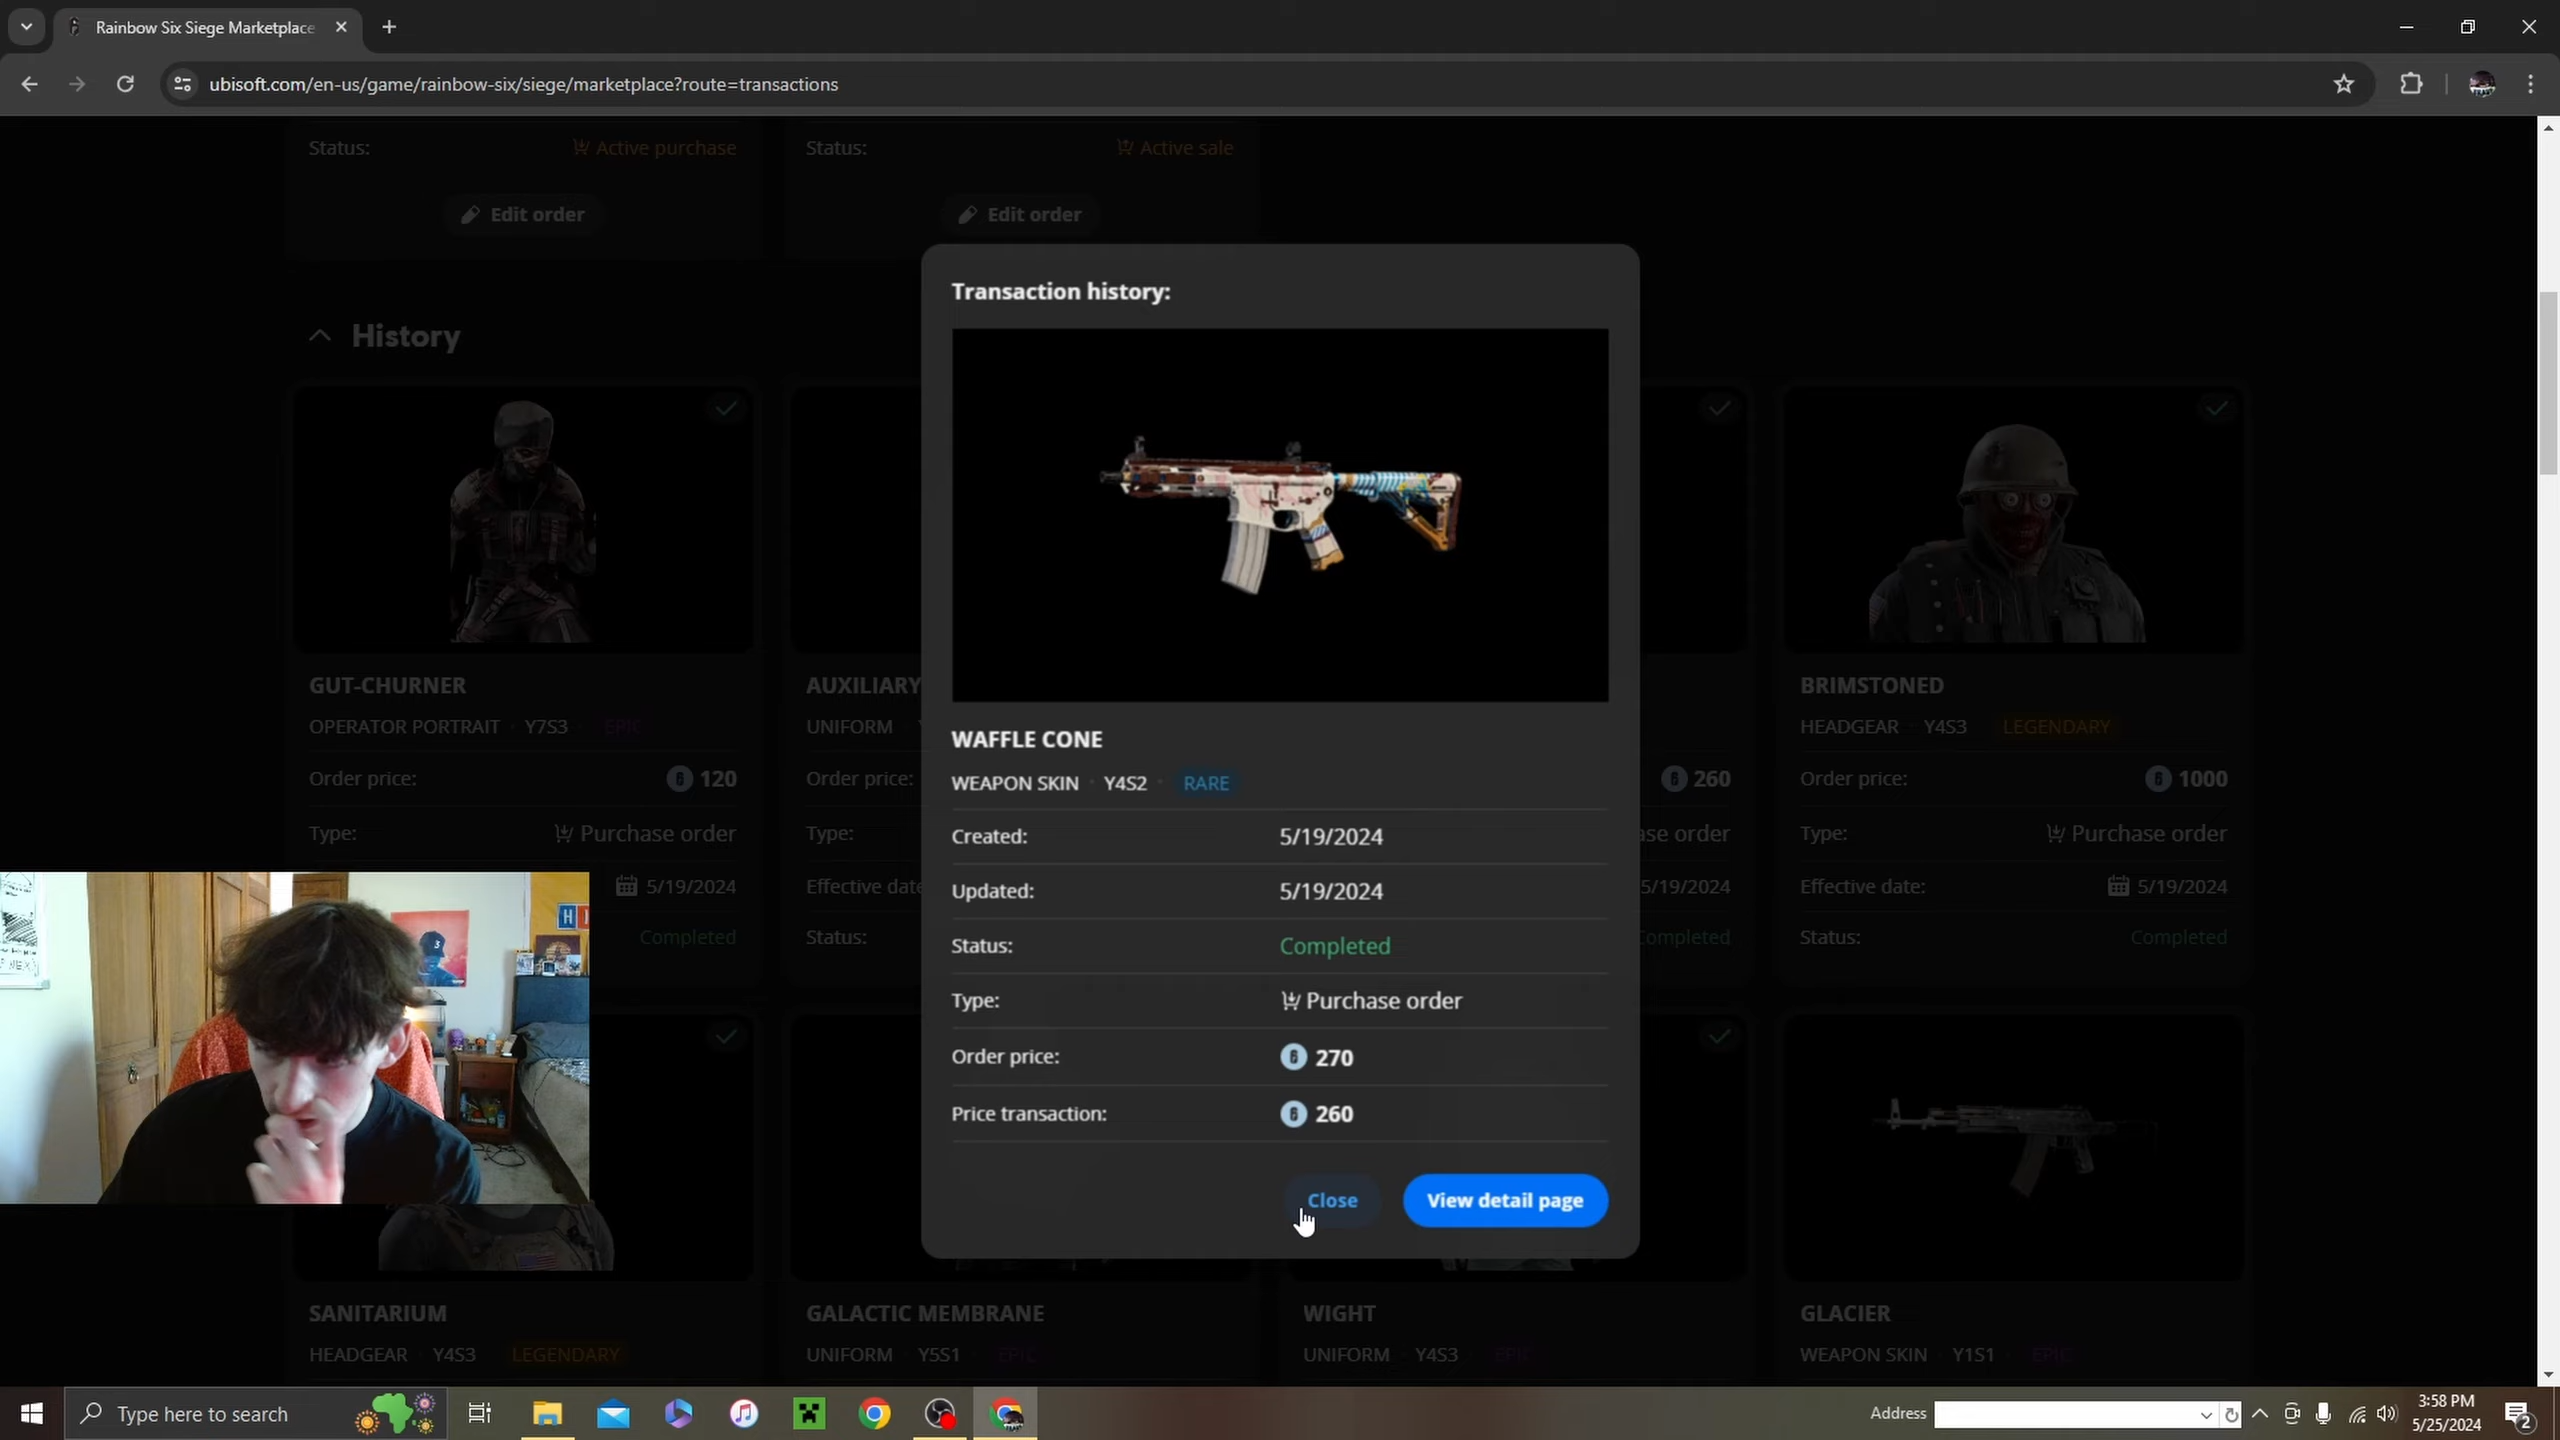 Rainbow Six Siege Marketplace
ubisoft.com/en-us/game/rainbow-six/siege/marketplace?route=transactions
Status: Active purchase
Status: Active sale
Edit order
Edit order
History
Transaction history:
WAFFLE CONE
WEAPON SKIN · Y4S2 · RARE
Created: 5/19/2024
Updated: 5/19/2024
Status: Completed
Type: Purchase order
Order price: 270
Price transaction: 260
Close
View detail page
GUT-CHURNER
OPERATOR PORTRAIT · Y7S3 · EPIC
Order price: 120
Type: Purchase order
5/19/2024
Completed
AUXILIARY
UNIFORM
Order price:
Type:
Effective date
Status:
260
ase order
5/19/2024
Completed
BRIMSTONED
HEADGEAR · Y4S3 · LEGENDARY
Order price: 1000
Type: Purchase order
Effective date: 5/19/2024
Status: Completed
SANITARIUM
HEADGEAR · Y4S3 · LEGENDARY
GALACTIC MEMBRANE
UNIFORM · Y5S1 · EPIC
WIGHT
UNIFORM · Y4S3 · EPIC
GLACIER
WEAPON SKIN · Y1S1 · EPIC
Type here to search
Address
3:58 PM
5/25/2024
2